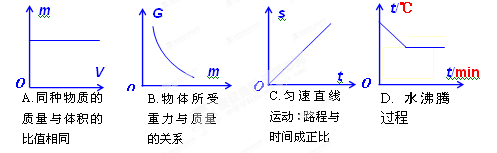 m
V
O
A.同种物质的
质量与体积的
比值相同
G
m
O
B.物体所受
重力与质量
的关系
s
t
O
C.匀速直线
运动:路程与
时间成正比
t/℃
t/min
O
D. 水沸腾
过程